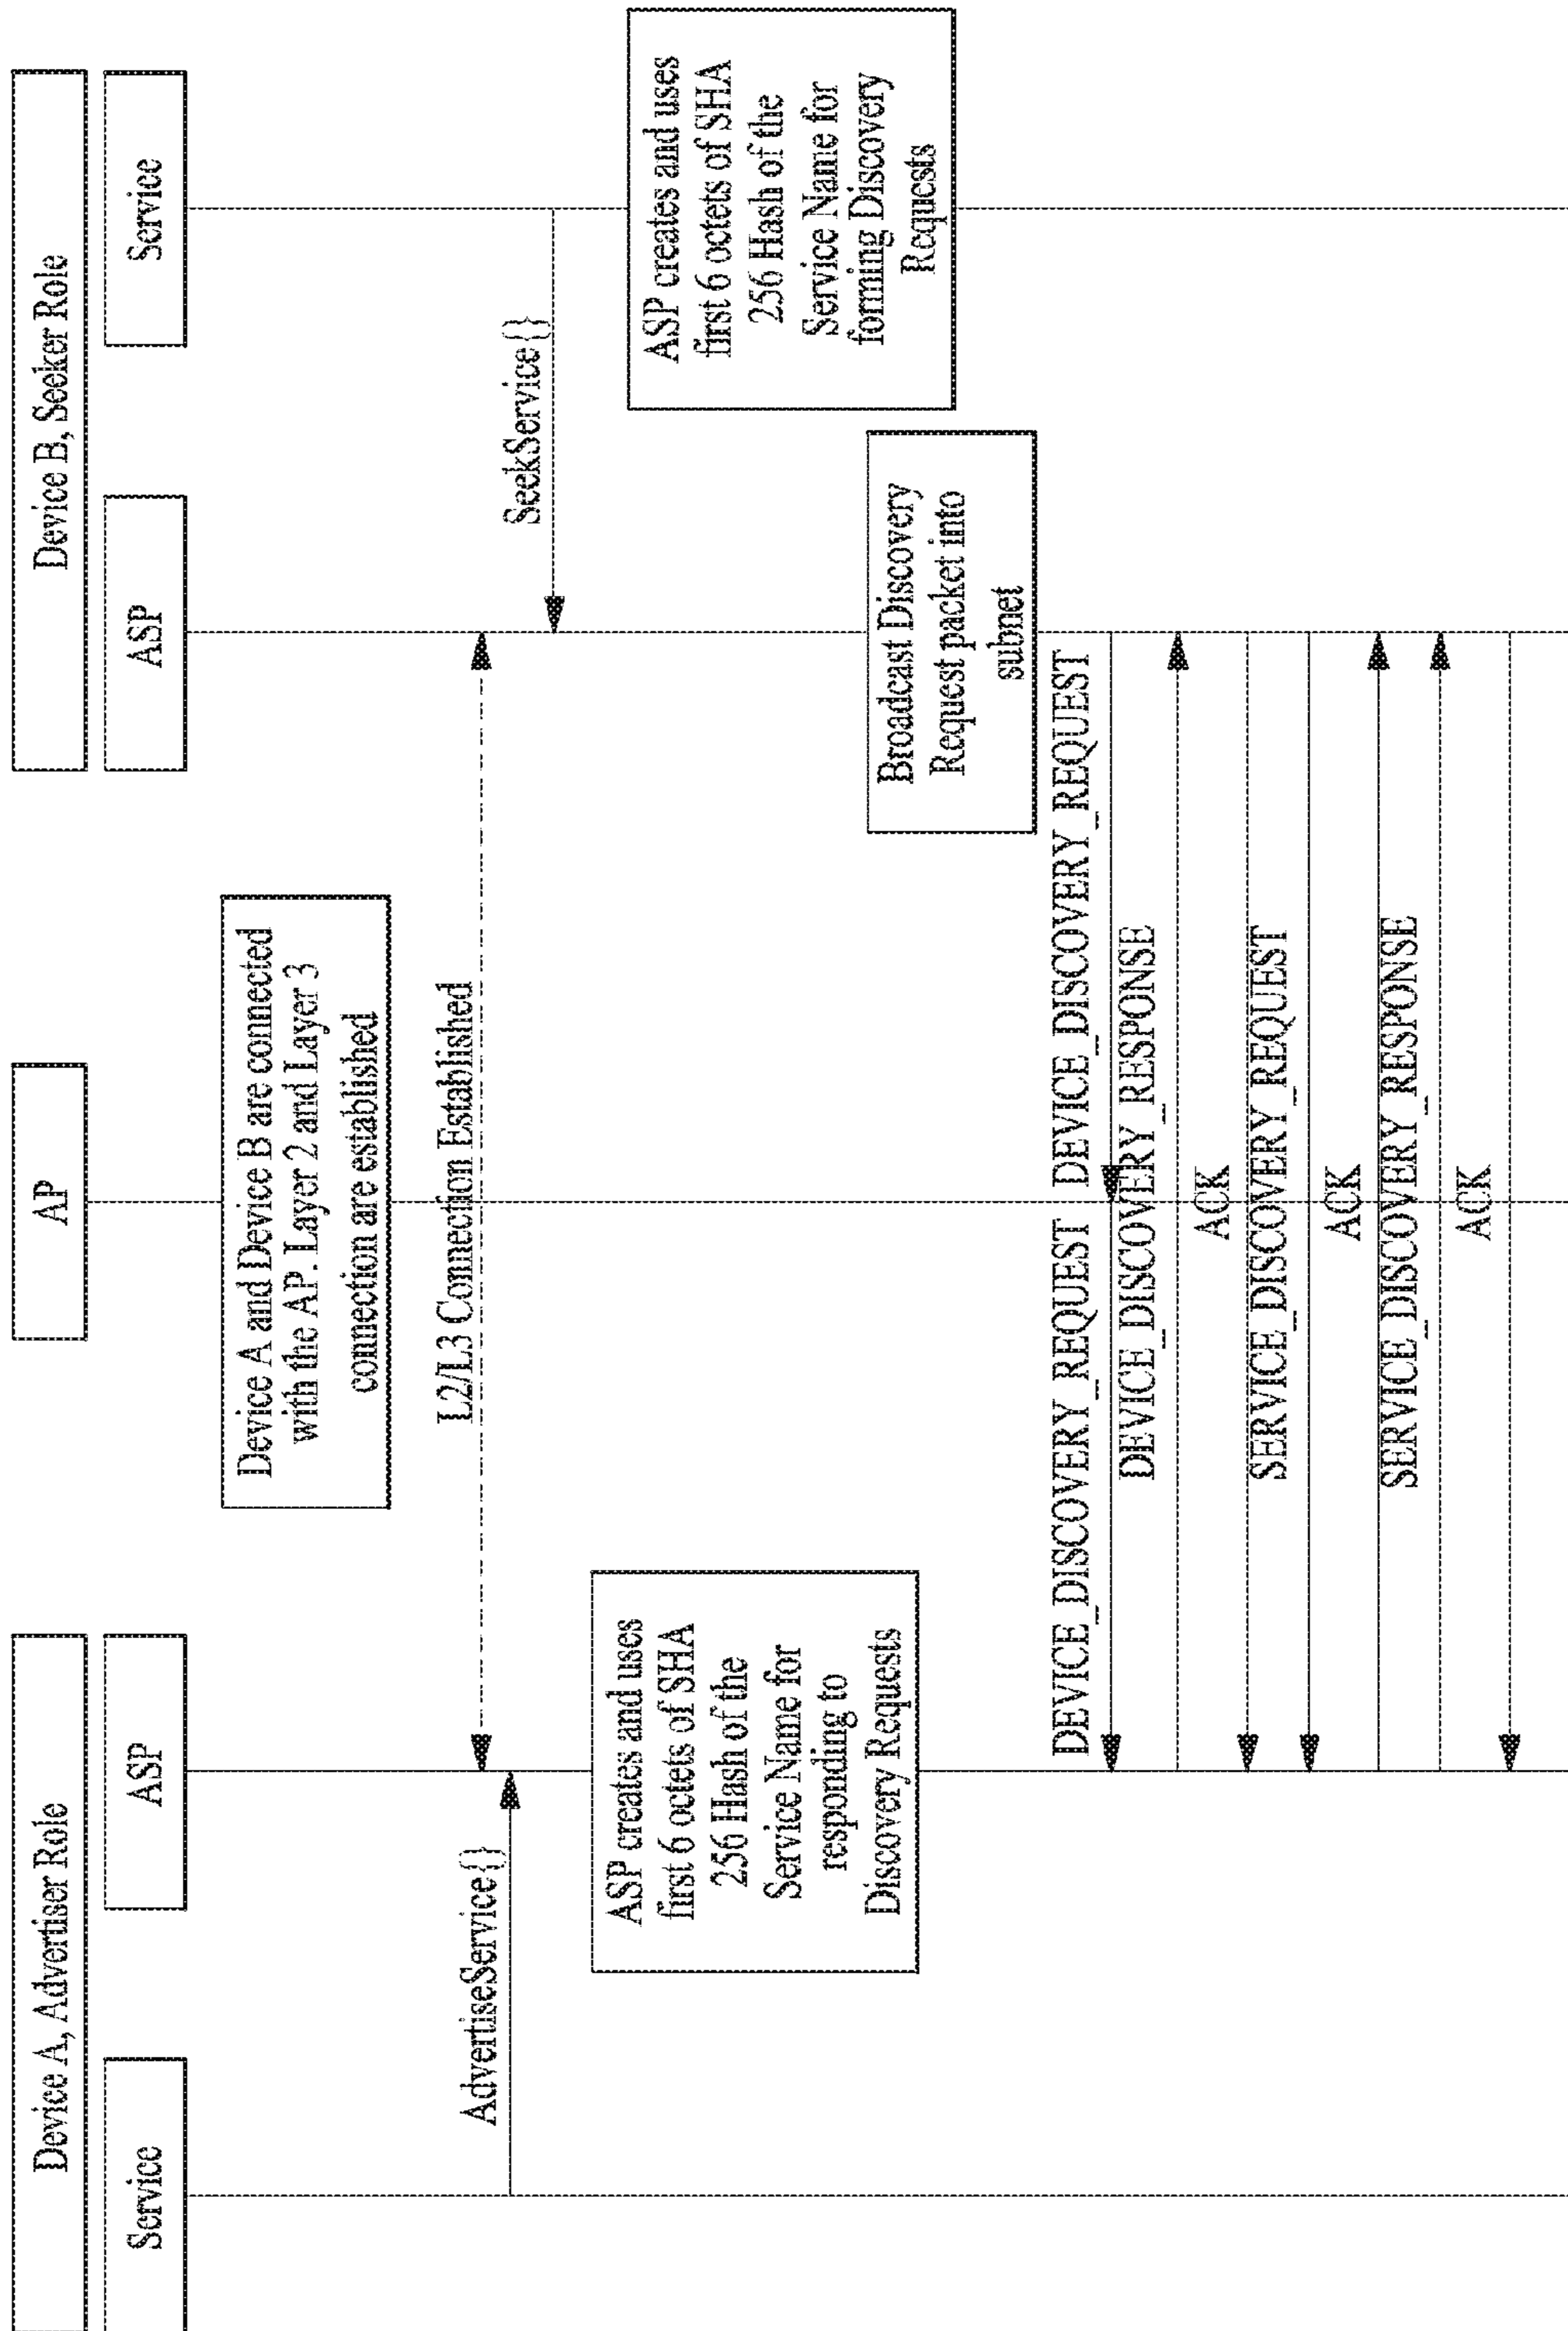 Device A, Advertiser Role
AP
Device B, Seeker Role
Service
ASP
ASP
Service
Device A and Device B are connected
with the AP. Layer 2 and Layer 3
connection are established
L2/L3 Connection Established
AdvertiseService{}
SeekService{}
ASP creates and uses
first 6 octets of SHA
256 Hash of the
Service Name for
responding to
Discovery Requests
ASP creates and uses
first 6 octets of SHA
256 Hash of the
Service Name for
forming Discovery
Requests
Broadcast Discovery
Request packet into
subnet
DEVICE_DISCOVERY_REQUEST
DEVICE_DISCOVERY_REQUEST
DEVICE_DISCOVERY_RESPONSE
ACK
SERVICE_DISCOVERY_REQUEST
ACK
SERVICE_DISCOVERY_RESPONSE
ACK